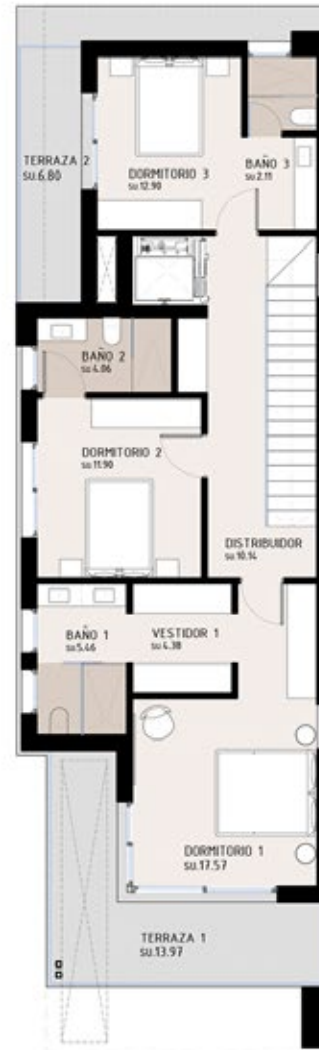 TERRAZA 2
su.6.80
DORMITORIO 3
su.12.90
BAÑO 3
su.2.11
BAÑO 2
su.4.06
DORMITORIO 2
su.11.90
DISTRIBUIDOR
su.10.14
BAÑO 1
su.5.46
VESTIDOR 1
su.4.38
DORMITORIO 1
su.17.57
TERRAZA 1
su.13.97